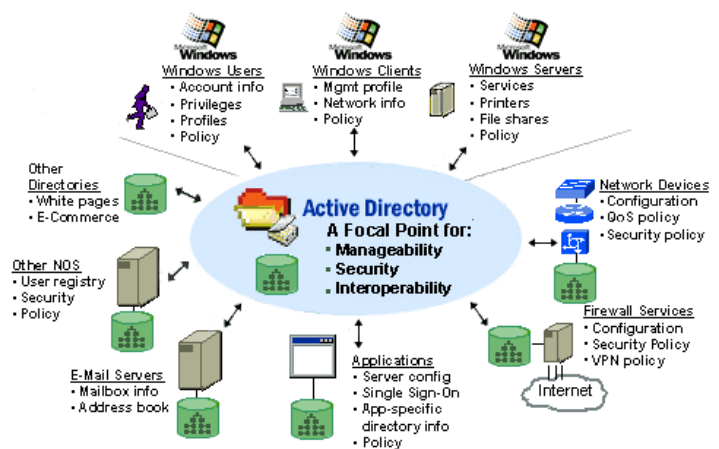 Microsoft
Windows
Microsoft
Windows
Microsoft
Windows
Windows Users
• Account info
• Privileges
• Profiles
• Policy
Windows Clients
• Mgmt profile
• Network info
• Policy
Windows Servers
• Services
• Printers
• File shares
• Policy
Other
Directories
• White pages
• E-Commerce
Active Directory
A Focal Point for:
▪ Manageability
▪ Security
▪ Interoperability
Network Devices
• Configuration
• QoS policy
• Security policy
Other NOS
• User registry
• Security
• Policy
Firewall Services
• Configuration
• Security Policy
• VPN policy
Internet
E-Mail Servers
• Mailbox info
• Address book
Applications
• Server config
• Single Sign-On
• App-specific
directory info
• Policy